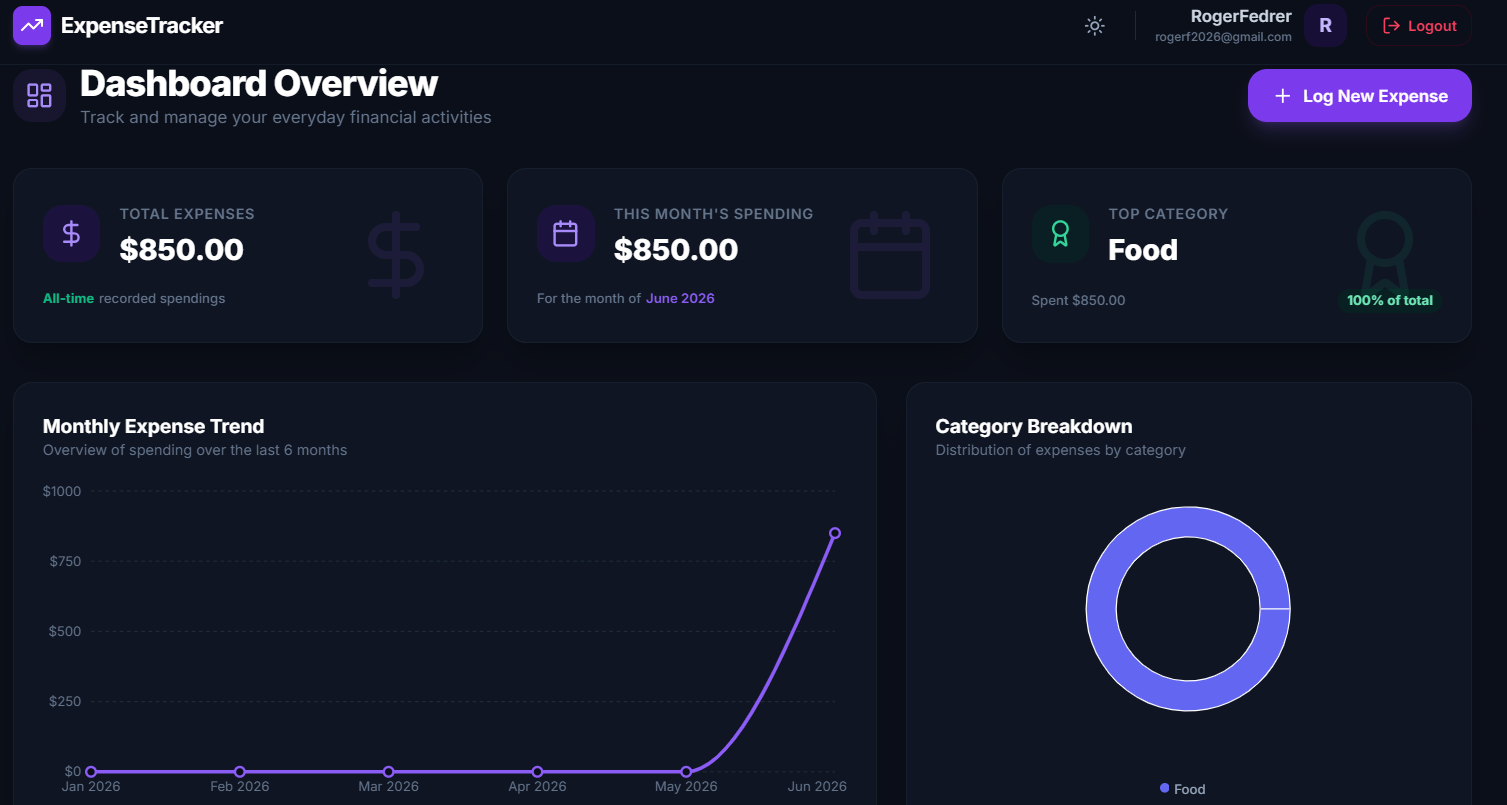 ExpenseTracker
RogerFedrer
rogerf2026@gmail.com
R
Logout
Dashboard Overview
Track and manage your everyday financial activities
+ Log New Expense
TOTAL EXPENSES
$850.00
All-time recorded spendings
THIS MONTH'S SPENDING
$850.00
For the month of June 2026
TOP CATEGORY
Food
Spent $850.00
100% of total
Monthly Expense Trend
Overview of spending over the last 6 months
$1000
$750
$500
$250
$0
Jan 2026
Feb 2026
Mar 2026
Apr 2026
May 2026
Jun 2026
Category Breakdown
Distribution of expenses by category
Food